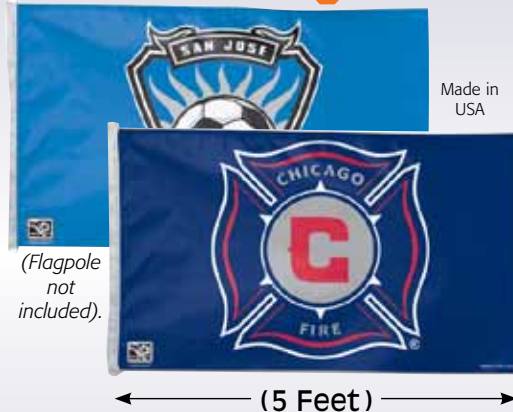 SAN JOSE
Made in
USA
CHICAGO
C
FIRE
®
(Flagpole
not
included).
(5 Feet)